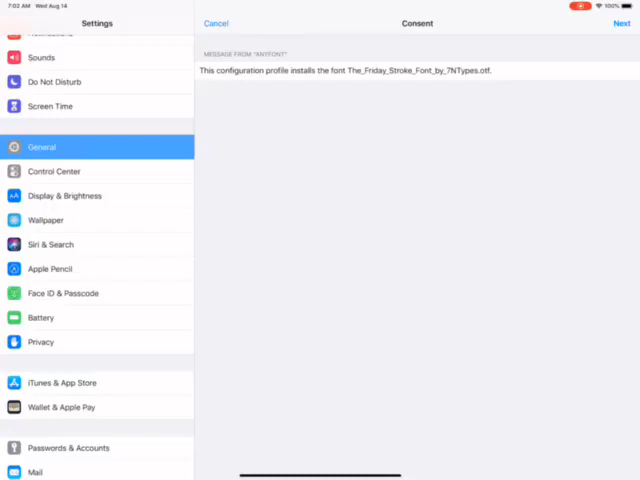 7:02 AM Wed Aug 14
100%
Settings
Cancel
Consent
Next
Notifications
Sounds
Do Not Disturb
Screen Time
General
Control Center
Display & Brightness
Wallpaper
Siri & Search
Apple Pencil
Face ID & Passcode
Battery
Privacy
iTunes & App Store
Wallet & Apple Pay
Passwords & Accounts
Mail
MESSAGE FROM "ANYFONT"
This configuration profile installs the font The_Friday_Stroke_Font_by_7NTypes.otf.